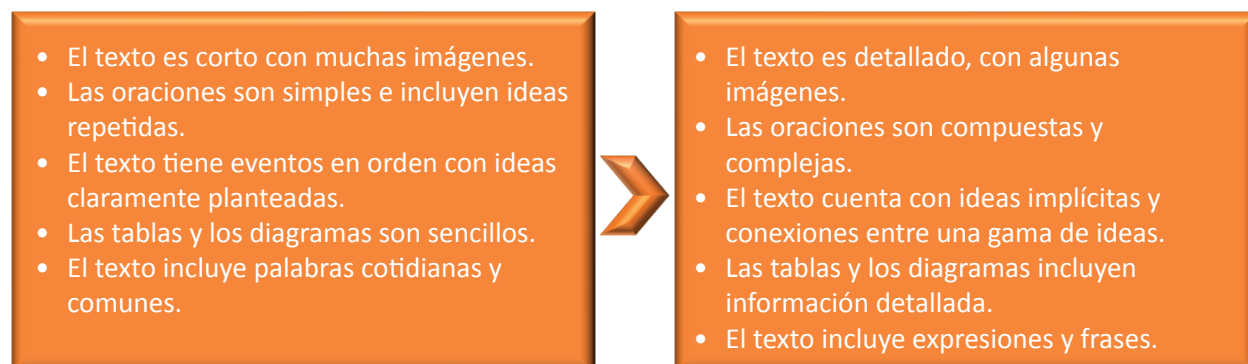 • El texto es corto con muchas imágenes.
• Las oraciones son simples e incluyen ideas
repetidas.
• El texto tiene eventos en orden con ideas
claramente planteadas.
• Las tablas y los diagramas son sencillos.
• El texto incluye palabras cotidianas y
comunes.
• El texto es detallado, con algunas
imágenes.
• Las oraciones son compuestas y
complejas.
• El texto cuenta con ideas implícitas y
conexiones entre una gama de ideas.
• Las tablas y los diagramas incluyen
información detallada.
• El texto incluye expresiones y frases.